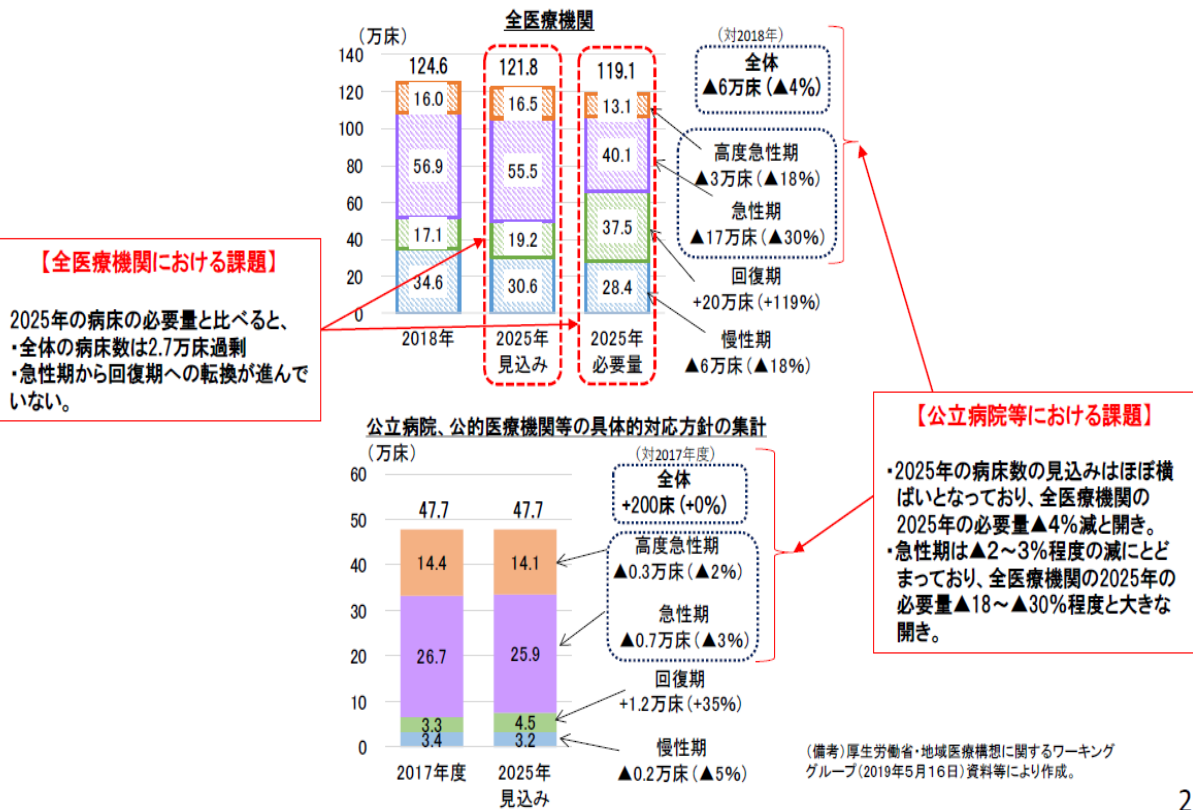 全医療機関
(万床)
(対2018年)
140
120
100
80
60
40
20
0
124.6
16.0
56.9
17.1
34.6
2018年
121.8
16.5
55.5
19.2
30.6
2025年
見込み
119.1
13.1
40.1
37.5
28.4
2025年
必要量
全体
▲6万床(▲4%)
高度急性期
▲3万床(▲18%)
急性期
▲17万床(▲30%)
回復期
+20万床(+119%)
慢性期
▲6万床(▲18%)
【全医療機関における課題】
2025年の病床の必要量と比べると、
・全体の病床数は2.7万床過剰
・急性期から回復期への転換が進んで
いない。
公立病院、公的医療機関等の具体的対応方針の集計
(万床)
(対2017年度)
60
50
40
30
20
10
0
47.7
14.4
26.7
3.3
3.4
2017年度
47.7
14.1
25.9
4.5
3.2
2025年
見込み
全体
+200床(+0%)
高度急性期
▲0.3万床(▲2%)
急性期
▲0.7万床(▲3%)
回復期
+1.2万床(+35%)
慢性期
▲0.2万床(▲5%)
【公立病院等における課題】
・2025年の病床数の見込みはほぼ横
ばいとなっており、全医療機関の
2025年の必要量▲4%減と開き。
・急性期は▲2~3%程度の減にとど
まっており、全医療機関の2025年の
必要量▲18~▲30%程度と大きな
開き。
(備考)厚生労働省・地域医療構想に関するワーキング
グループ(2019年5月16日)資料等により作成。
2